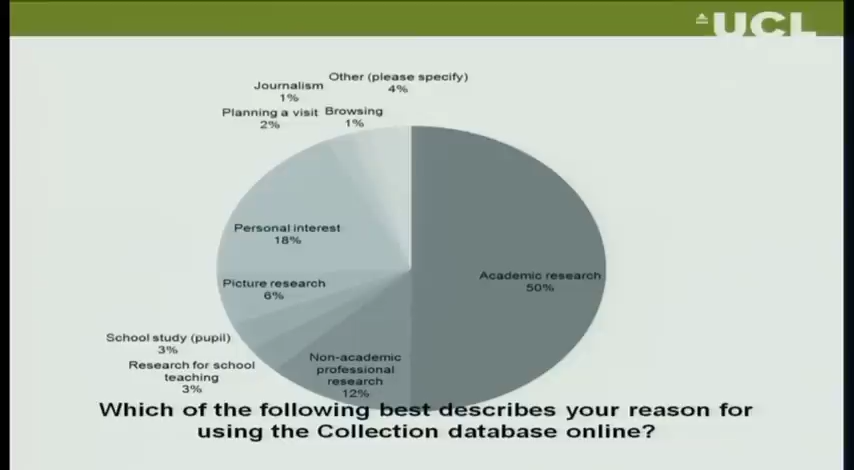 UCL
Other (please specify)
4%
Journalism
1%
Planning a visit
2%
Browsing
1%
Personal interest
18%
Academic research
50%
Picture research
6%
School study (pupil)
3%
Research for school
teaching
3%
Non-academic
professional
research
12%
Which of the following best describes your reason for
using the Collection database online?